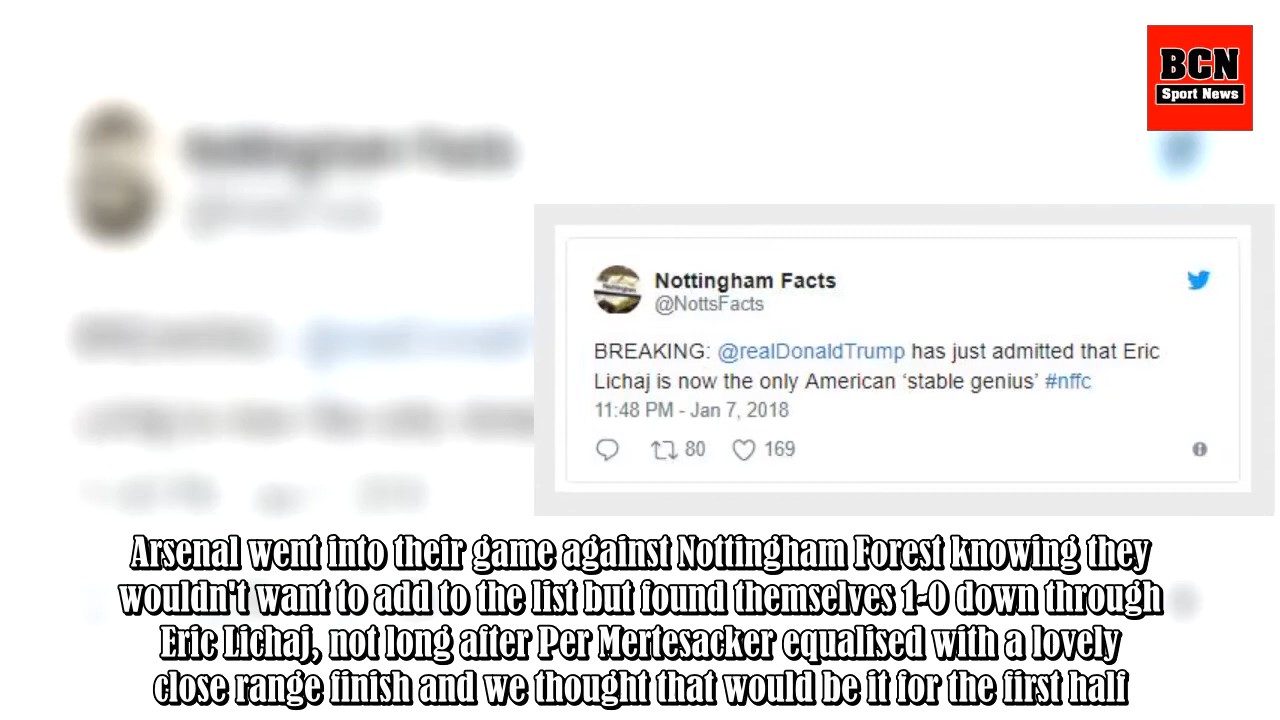 BCN
Sport News
Nottingham Facts
@NottsFacts
BREAKING: @realDonaldTrump has just admitted that Eric
Lichaj is now the only American ‘stable genius’ #nffc
11:48 PM - Jan 7, 2018
80 169
Arsenal went into their game against Nottingham Forest knowing they
wouldn't want to add to the list but found themselves 1-0 down through
Eric Lichaj, not long after Per Mertesacker equalised with a lovely
close range finish and we thought that would be it for the first half